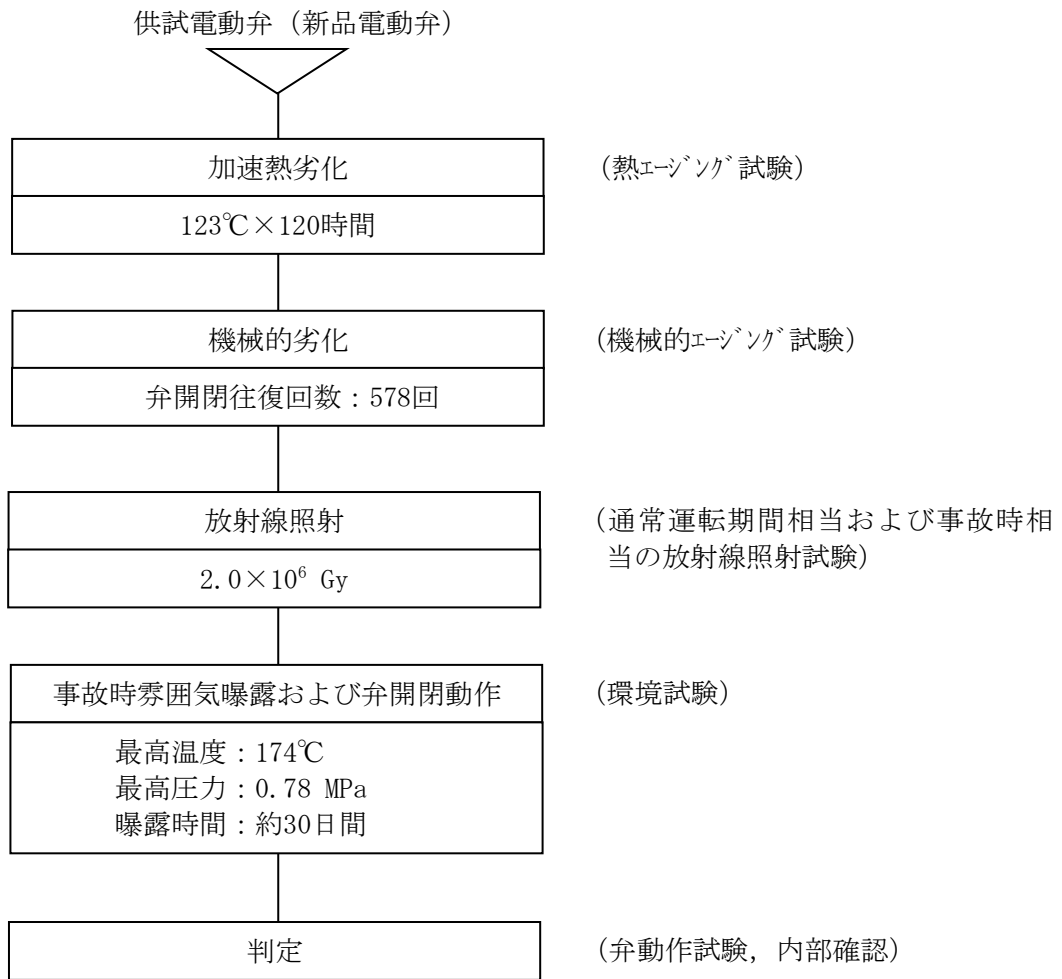 供試電動弁（新品電動弁）
加速熱劣化
（熱ｴｰｼﾞﾝｸﾞ試験）
123℃×120時間
機械的劣化
（機械的ｴｰｼﾞﾝｸﾞ試験）
弁開閉往復回数：578回
放射線照射
（通常運転期間相当および事故時相
当の放射線照射試験）
2.0×10⁶ Gy
事故時雰囲気曝露および弁開閉動作
（環境試験）
最高温度：174℃
最高圧力：0.78 MPa
曝露時間：約30日間
判定
（弁動作試験，内部確認）